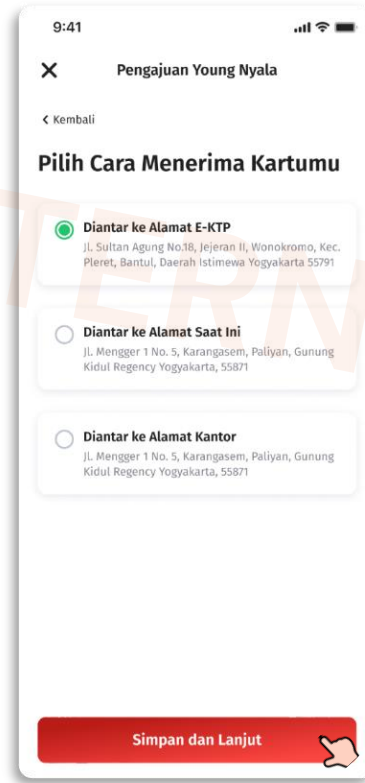 9:41
Pengajuan Young Nyala
Kembali
Pilih Cara Menerima Kartumu
Diantar ke Alamat E-KTP
Jl. Sultan Agung No.18, Jejeran II, Wonokromo, Kec.
Pleret, Bantul, Daerah Istimewa Yogyakarta 55791
Diantar ke Alamat Saat Ini
Jl. Mengger 1 No. 5, Karangasem, Paliyan, Gunung
Kidul Regency Yogyakarta, 55871
Diantar ke Alamat Kantor
Jl. Mengger 1 No. 5, Karangasem, Paliyan, Gunung
Kidul Regency Yogyakarta, 55871
Simpan dan Lanjut